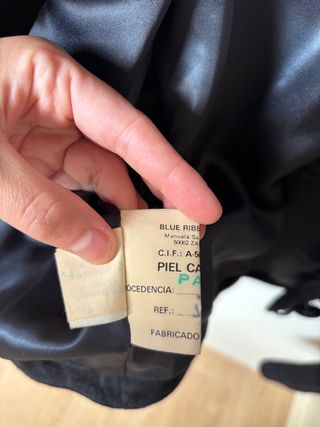 BLUE RIBB
Manuela Sa
50002 ZA
C.I.F.: A-5
PIEL CA
PA
OCEDENCIA:
REF.:
FABRICADO